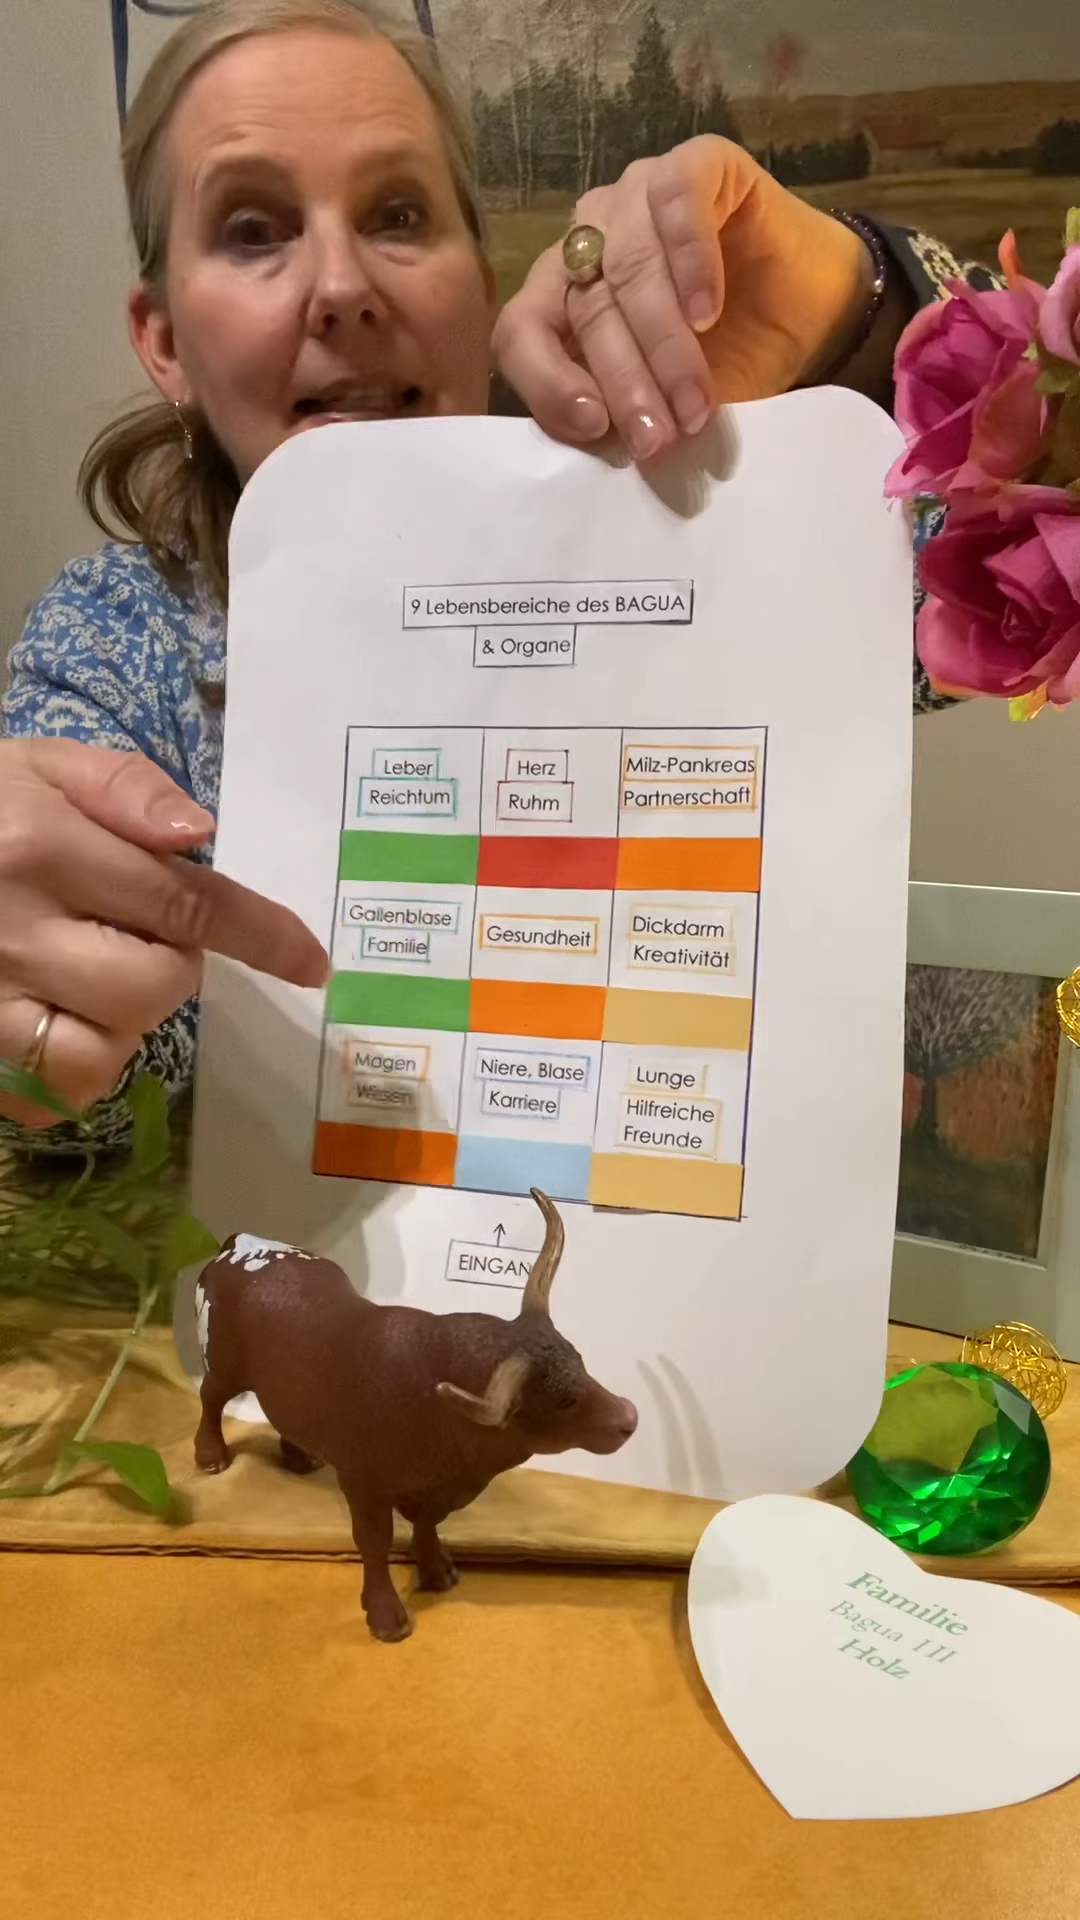 9 Lebensbereiche des BAGUA
& Organe
Leber
Reichtum
Herz
Ruhm
Milz-Pankreas
Partnerschaft
Gallenblase
Familie
Gesundheit
Dickdarm
Kreativität
Magen
Wissen
Niere, Blase
Karriere
Lunge
Hilfreiche
Freunde
EINGAN
Familie
Bagua III
Holz